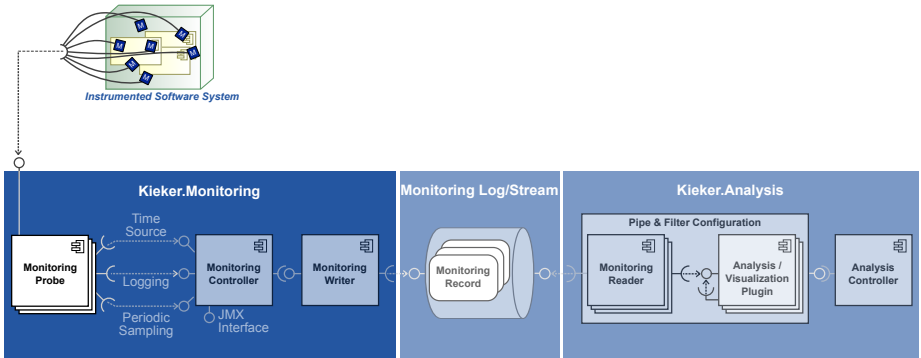 M
M
M
M
M
M
M
Instrumented Software System
Kieker.Monitoring
Monitoring Log/Stream
Kieker.Analysis
Time
Source
Pipe & Filter Configuration
Monitoring
Probe
Logging
Monitoring
Controller
Monitoring
Writer
Monitoring
Record
Monitoring
Reader
Analysis /
Visualization
Plugin
Analysis
Controller
Periodic
Sampling
JMX
Interface